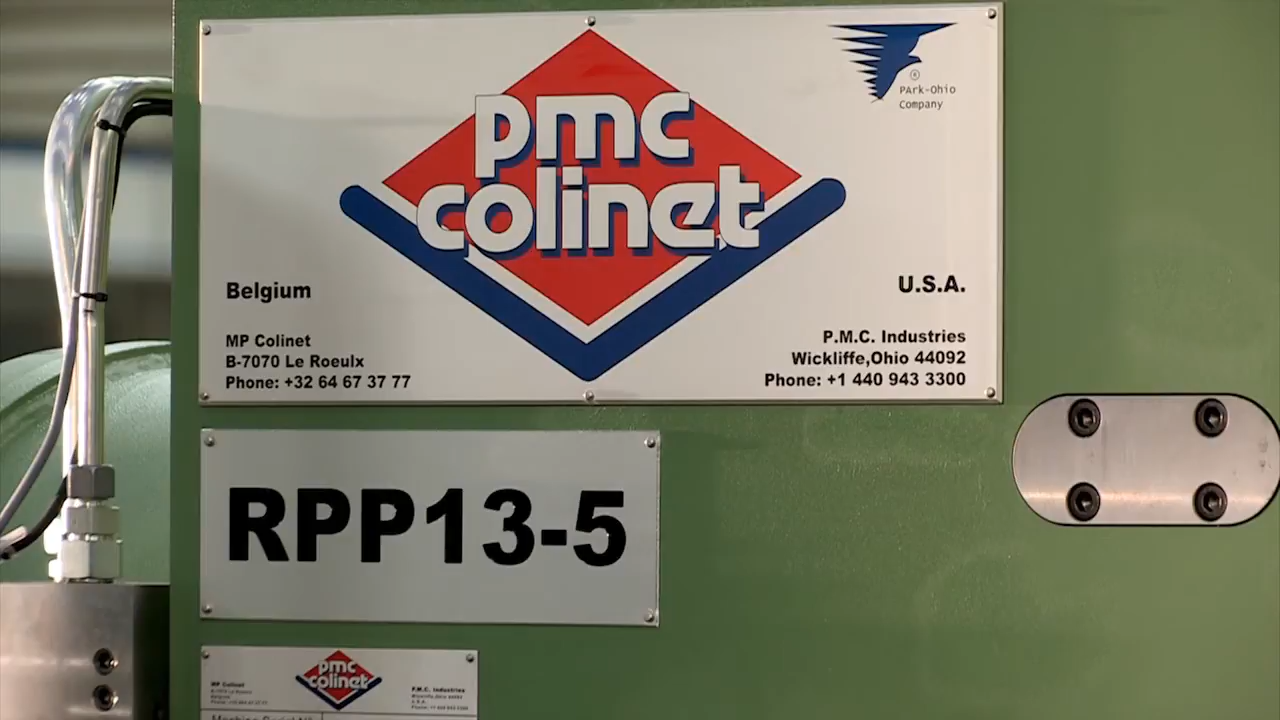 pmc
colinet
®
PArk-Ohio
Company
Belgium
MP Colinet
B-7070 Le Roeulx
Phone: +32 64 67 37 77
U.S.A.
P.M.C. Industries
Wickliffe,Ohio 44092
Phone: +1 440 943 3300
RPP13-5
pmc
colinet
MP Colinet
P.M.C. Industries